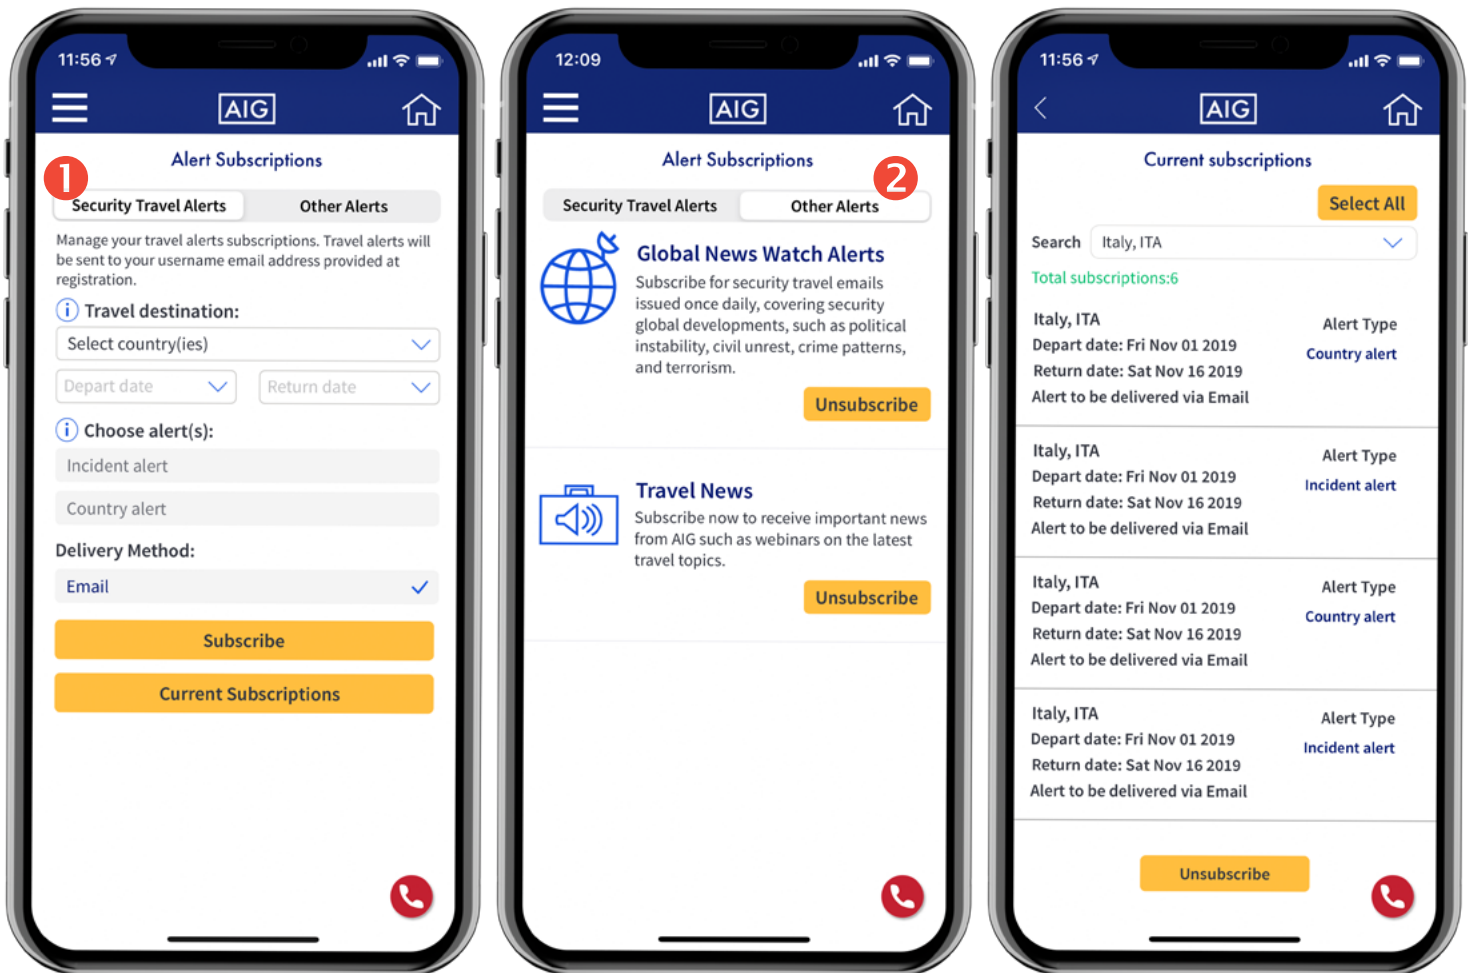 11:56
AIG
Alert Subscriptions
1
Security Travel Alerts
Other Alerts
Manage your travel alerts subscriptions. Travel alerts will
be sent to your username email address provided at
registration.
i Travel destination:
Select country(ies)
Depart date
Return date
i Choose alert(s):
Incident alert
Country alert
Delivery Method:
Email
Subscribe
Current Subscriptions
12:09
AIG
Alert Subscriptions
2
Security Travel Alerts
Other Alerts
Global News Watch Alerts
Subscribe for security travel emails
issued once daily, covering security
global developments, such as political
instability, civil unrest, crime patterns,
and terrorism.
Unsubscribe
Travel News
Subscribe now to receive important news
from AIG such as webinars on the latest
travel topics.
Unsubscribe
11:56
AIG
Current subscriptions
Select All
Search
Italy, ITA
Total subscriptions:6
Italy, ITA
Alert Type
Depart date: Fri Nov 01 2019
Country alert
Return date: Sat Nov 16 2019
Alert to be delivered via Email
Italy, ITA
Alert Type
Depart date: Fri Nov 01 2019
Incident alert
Return date: Sat Nov 16 2019
Alert to be delivered via Email
Italy, ITA
Alert Type
Depart date: Fri Nov 01 2019
Country alert
Return date: Sat Nov 16 2019
Alert to be delivered via Email
Italy, ITA
Alert Type
Depart date: Fri Nov 01 2019
Incident alert
Return date: Sat Nov 16 2019
Alert to be delivered via Email
Unsubscribe